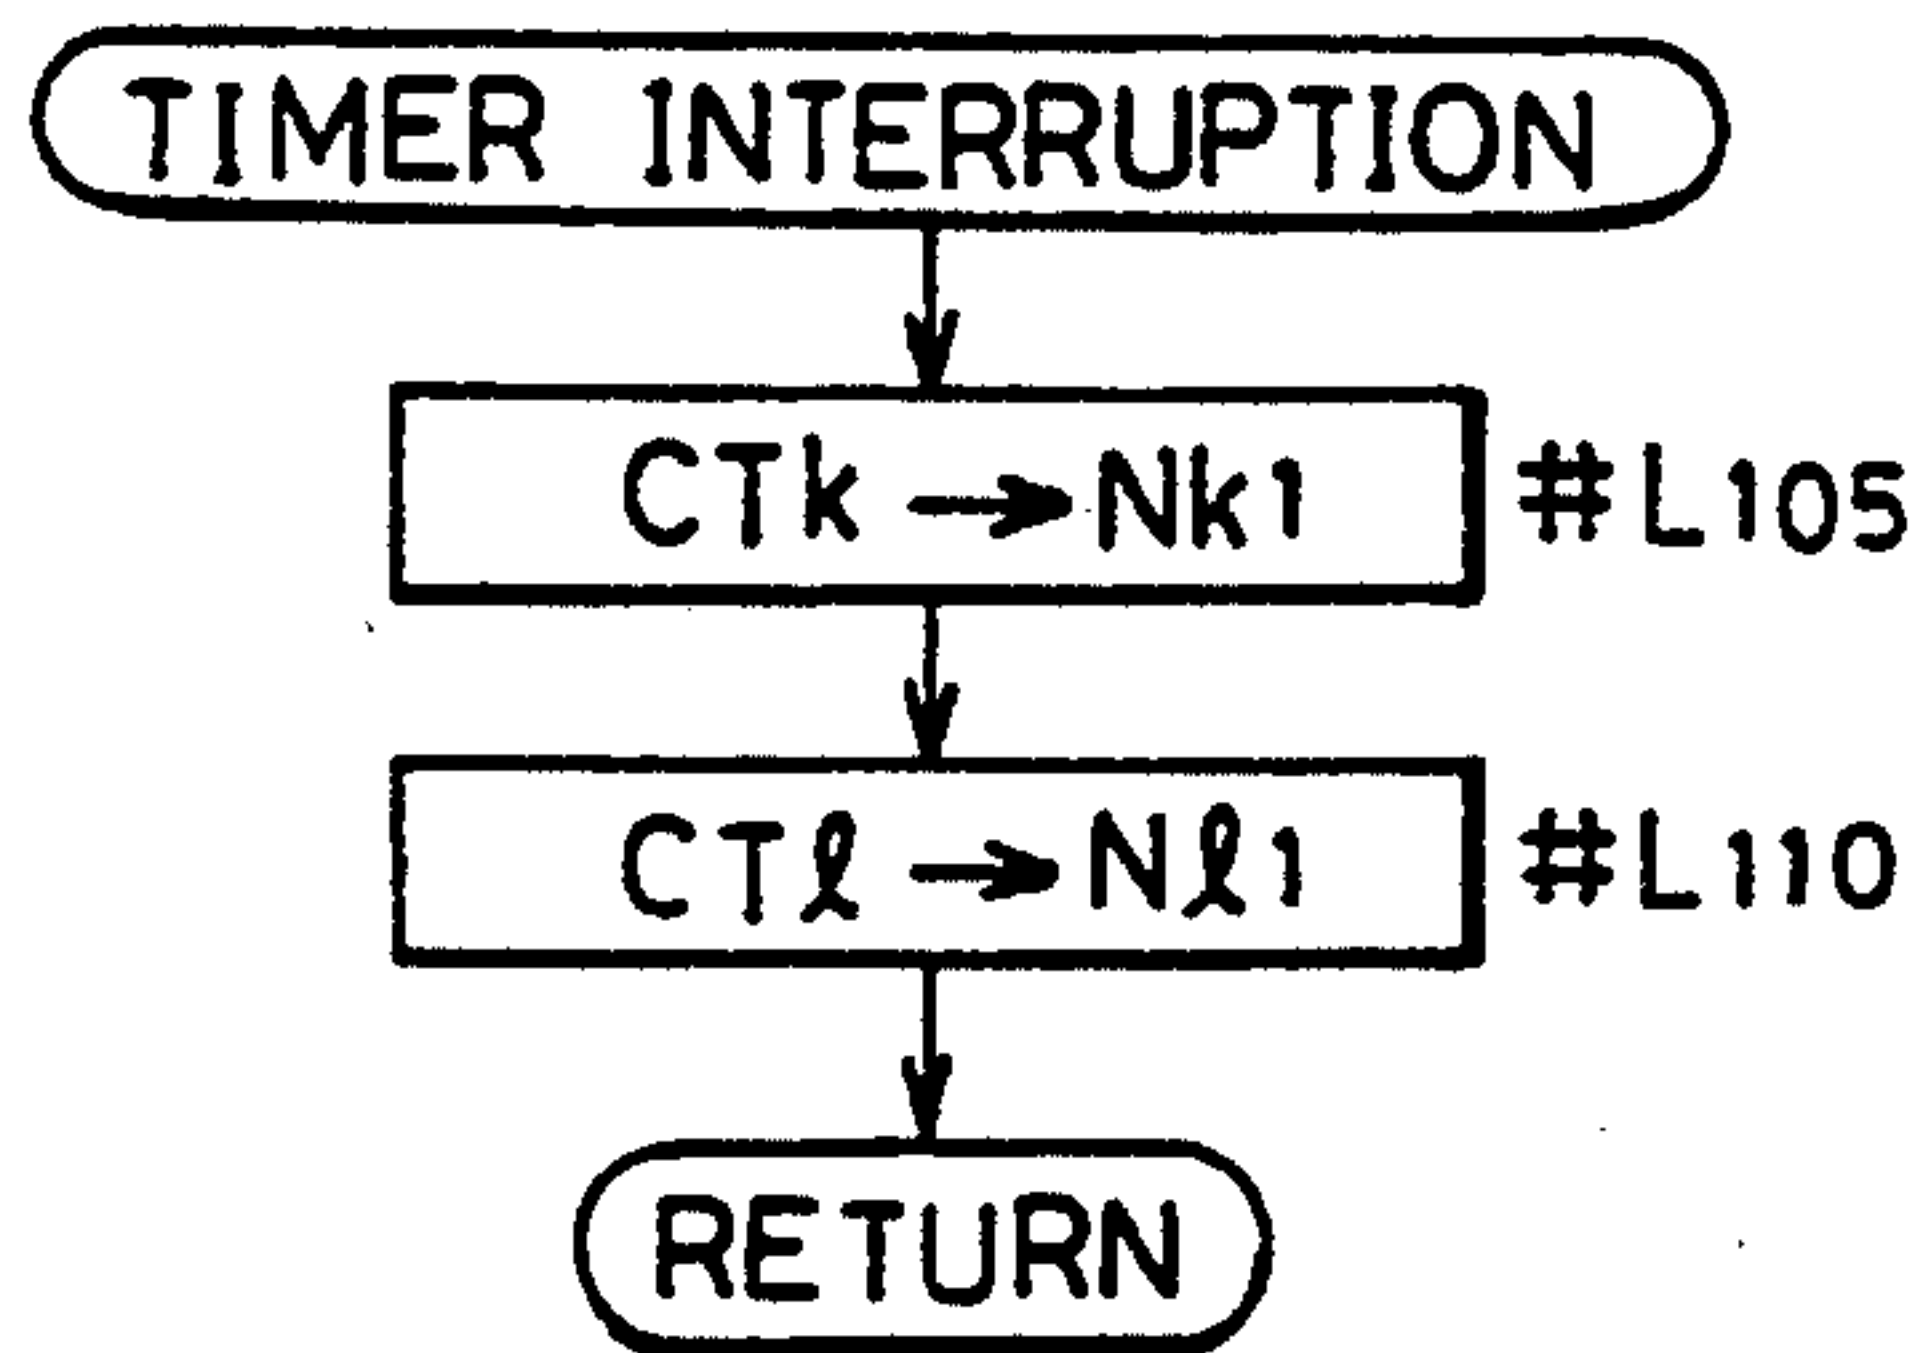 TIMER INTERRUPTION
CTk → Nk1 #L105
CTℓ → Nℓ1 #L110
RETURN